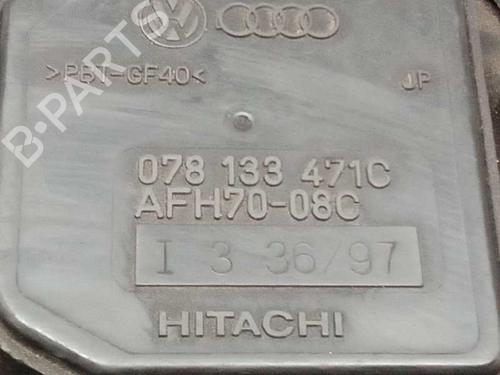 >PBT-GF40<
JP
078 133 471C
AFH70-08C
I 3 36/97
HITACHI
B-PARTS